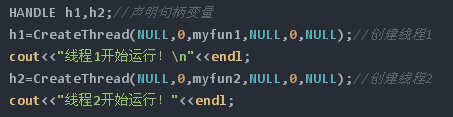 HANDLE h1,h2;//声明句柄变量
h1=CreateThread(NULL,0,myfun1,NULL,0,NULL);//创建线程1
cout<<"线程1开始运行！\n"<<endl;
h2=CreateThread(NULL,0,myfun2,NULL,0,NULL);//创建线程2
cout<<"线程2开始运行！"<<endl;